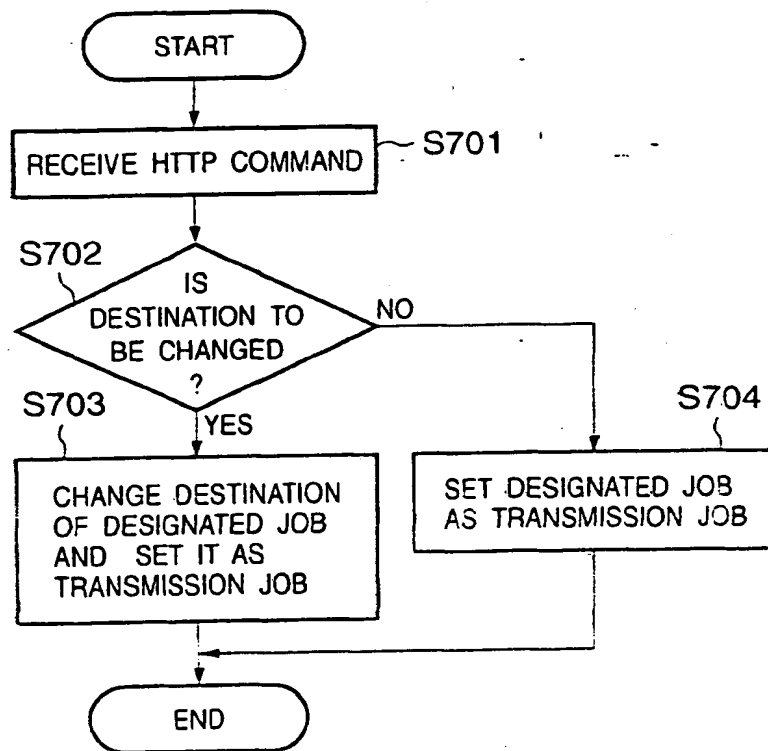 START
RECEIVE HTTP COMMAND
S701
S702
IS
DESTINATION TO
BE CHANGED
?
NO
YES
S703
CHANGE DESTINATION
OF DESIGNATED JOB
AND SET IT AS
TRANSMISSION JOB
S704
SET DESIGNATED JOB
AS TRANSMISSION JOB
END